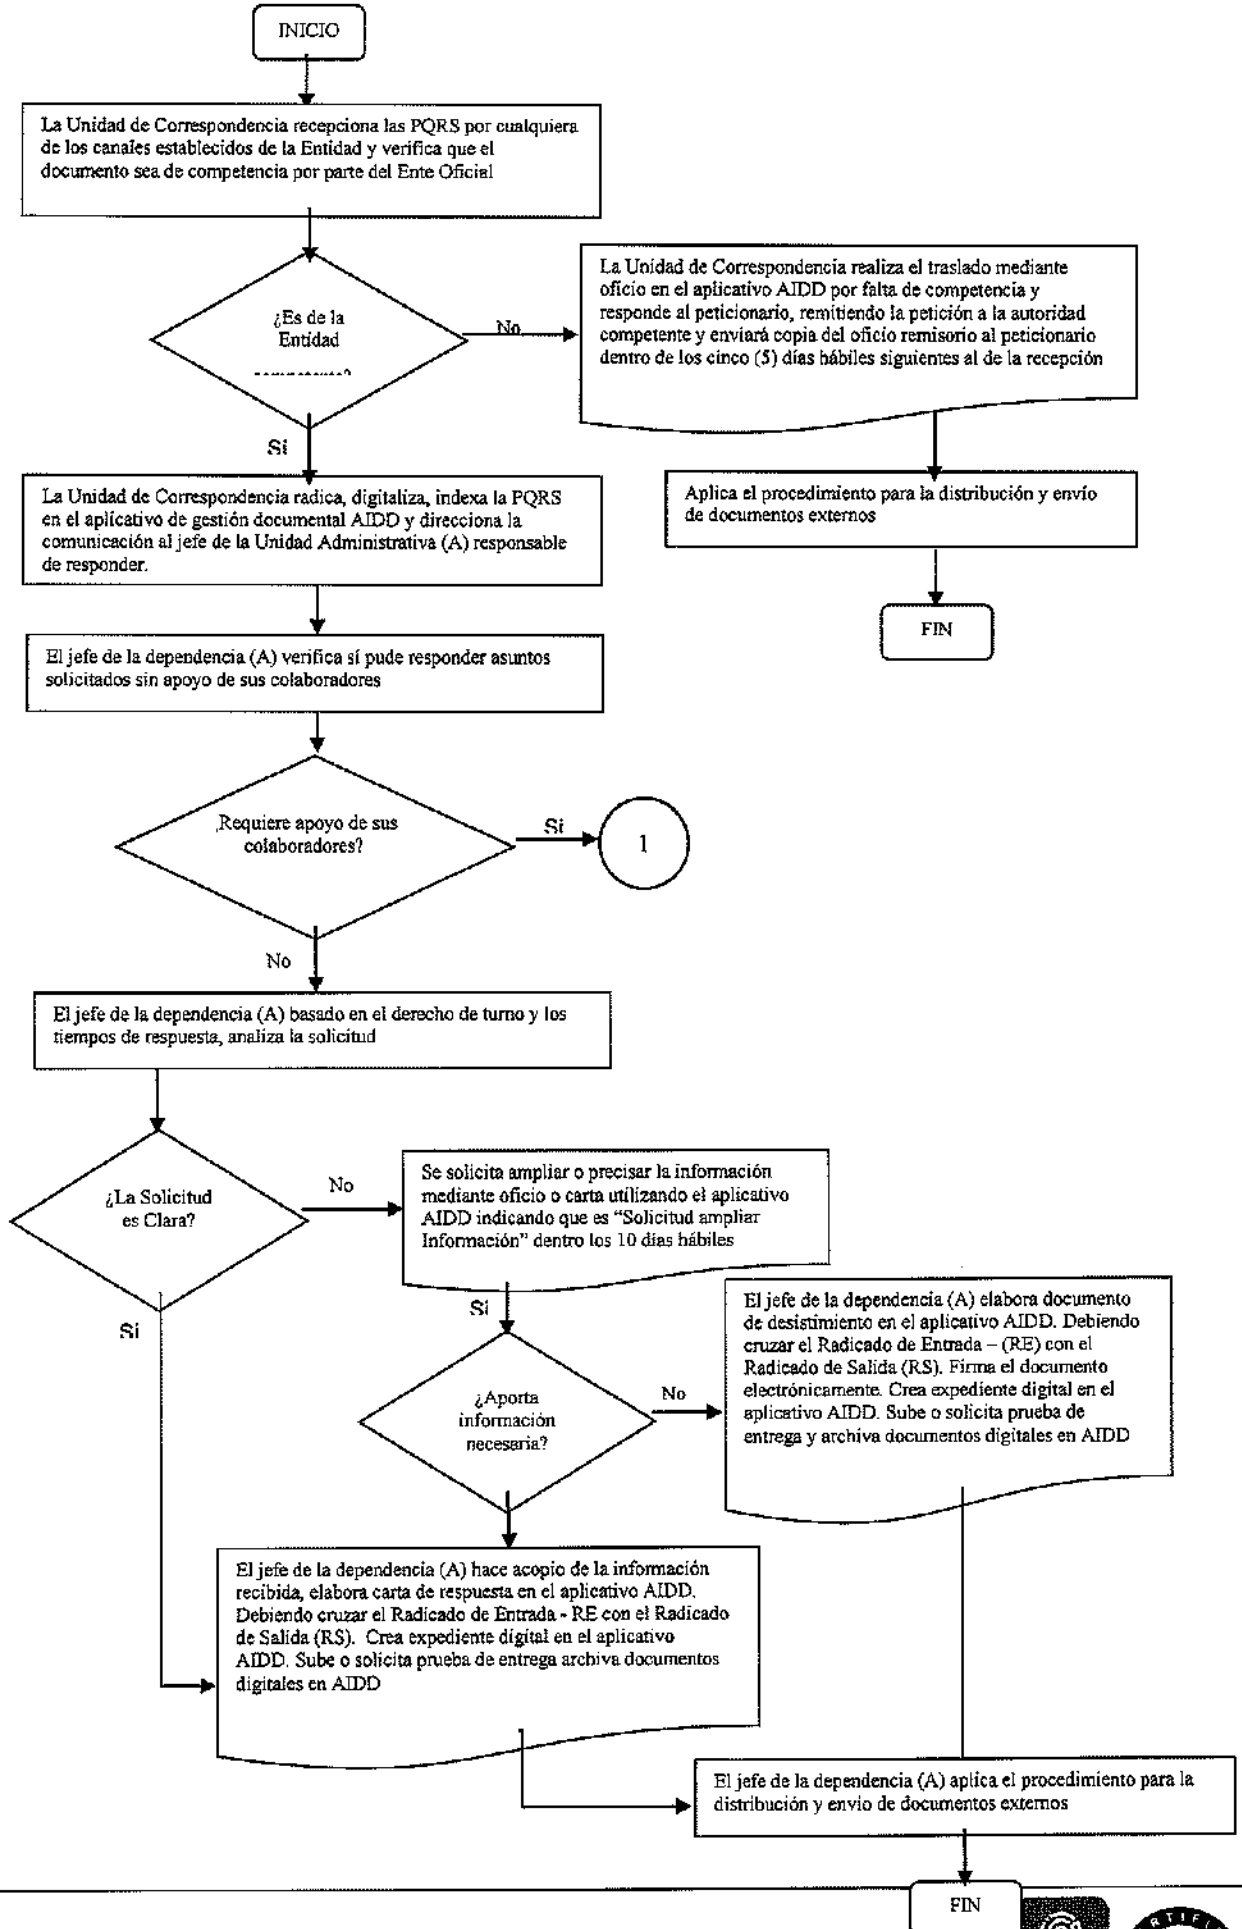 INICIO
La Unidad de Correspondencia recepciona las PQRS por cualquiera
de los canales establecidos de la Entidad y verifica que el
documento sea de competencia por parte del Ente Oficial
¿Es de la
Entidad
No
La Unidad de Correspondencia realiza el traslado mediante
oficio en el aplicativo AIDD por falta de competencia y
responde al peticionario, remitiendo la petición a la autoridad
competente y enviará copia del oficio remisorio al peticionario
dentro de los cinco (5) días hábiles siguientes al de la recepción
Si
La Unidad de Correspondencia radica, digitaliza, indexa la PQRS
en el aplicativo de gestión documental AIDD y direcciona la
comunicación al jefe de la Unidad Administrativa (A) responsable
de responder.
Aplica el procedimiento para la distribución y envío
de documentos externos
FIN
El jefe de la dependencia (A) verifica sí pude responder asuntos
solicitados sin apoyo de sus colaboradores
Requiere apoyo de sus
colaboradores?
Si
1
No
El jefe de la dependencia (A) basado en el derecho de turno y los
tiempos de respuesta, analiza la solicitud
¿La Solicitud
es Clara?
No
Se solicita ampliar o precisar la información
mediante oficio o carta utilizando el aplicativo
AIDD indicando que es “Solicitud ampliar
Información” dentro los 10 días hábiles
Si
Si
¿Aporta
información
necesaria?
No
El jefe de la dependencia (A) elabora documento
de desistimiento en el aplicativo AIDD. Debiendo
cruzar el Radicado de Entrada – (RE) con el
Radicado de Salida (RS). Firma el documento
electrónicamente. Crea expediente digital en el
aplicativo AIDD. Sube o solicita prueba de
entrega y archiva documentos digitales en AIDD
El jefe de la dependencia (A) hace acopio de la información
recibida, elabora carta de respuesta en el aplicativo AIDD.
Debiendo cruzar el Radicado de Entrada - RE con el Radicado
de Salida (RS). Crea expediente digital en el aplicativo
AIDD. Sube o solicita prueba de entrega archiva documentos
digitales en AIDD
El jefe de la dependencia (A) aplica el procedimiento para la
distribución y envío de documentos externos
FIN